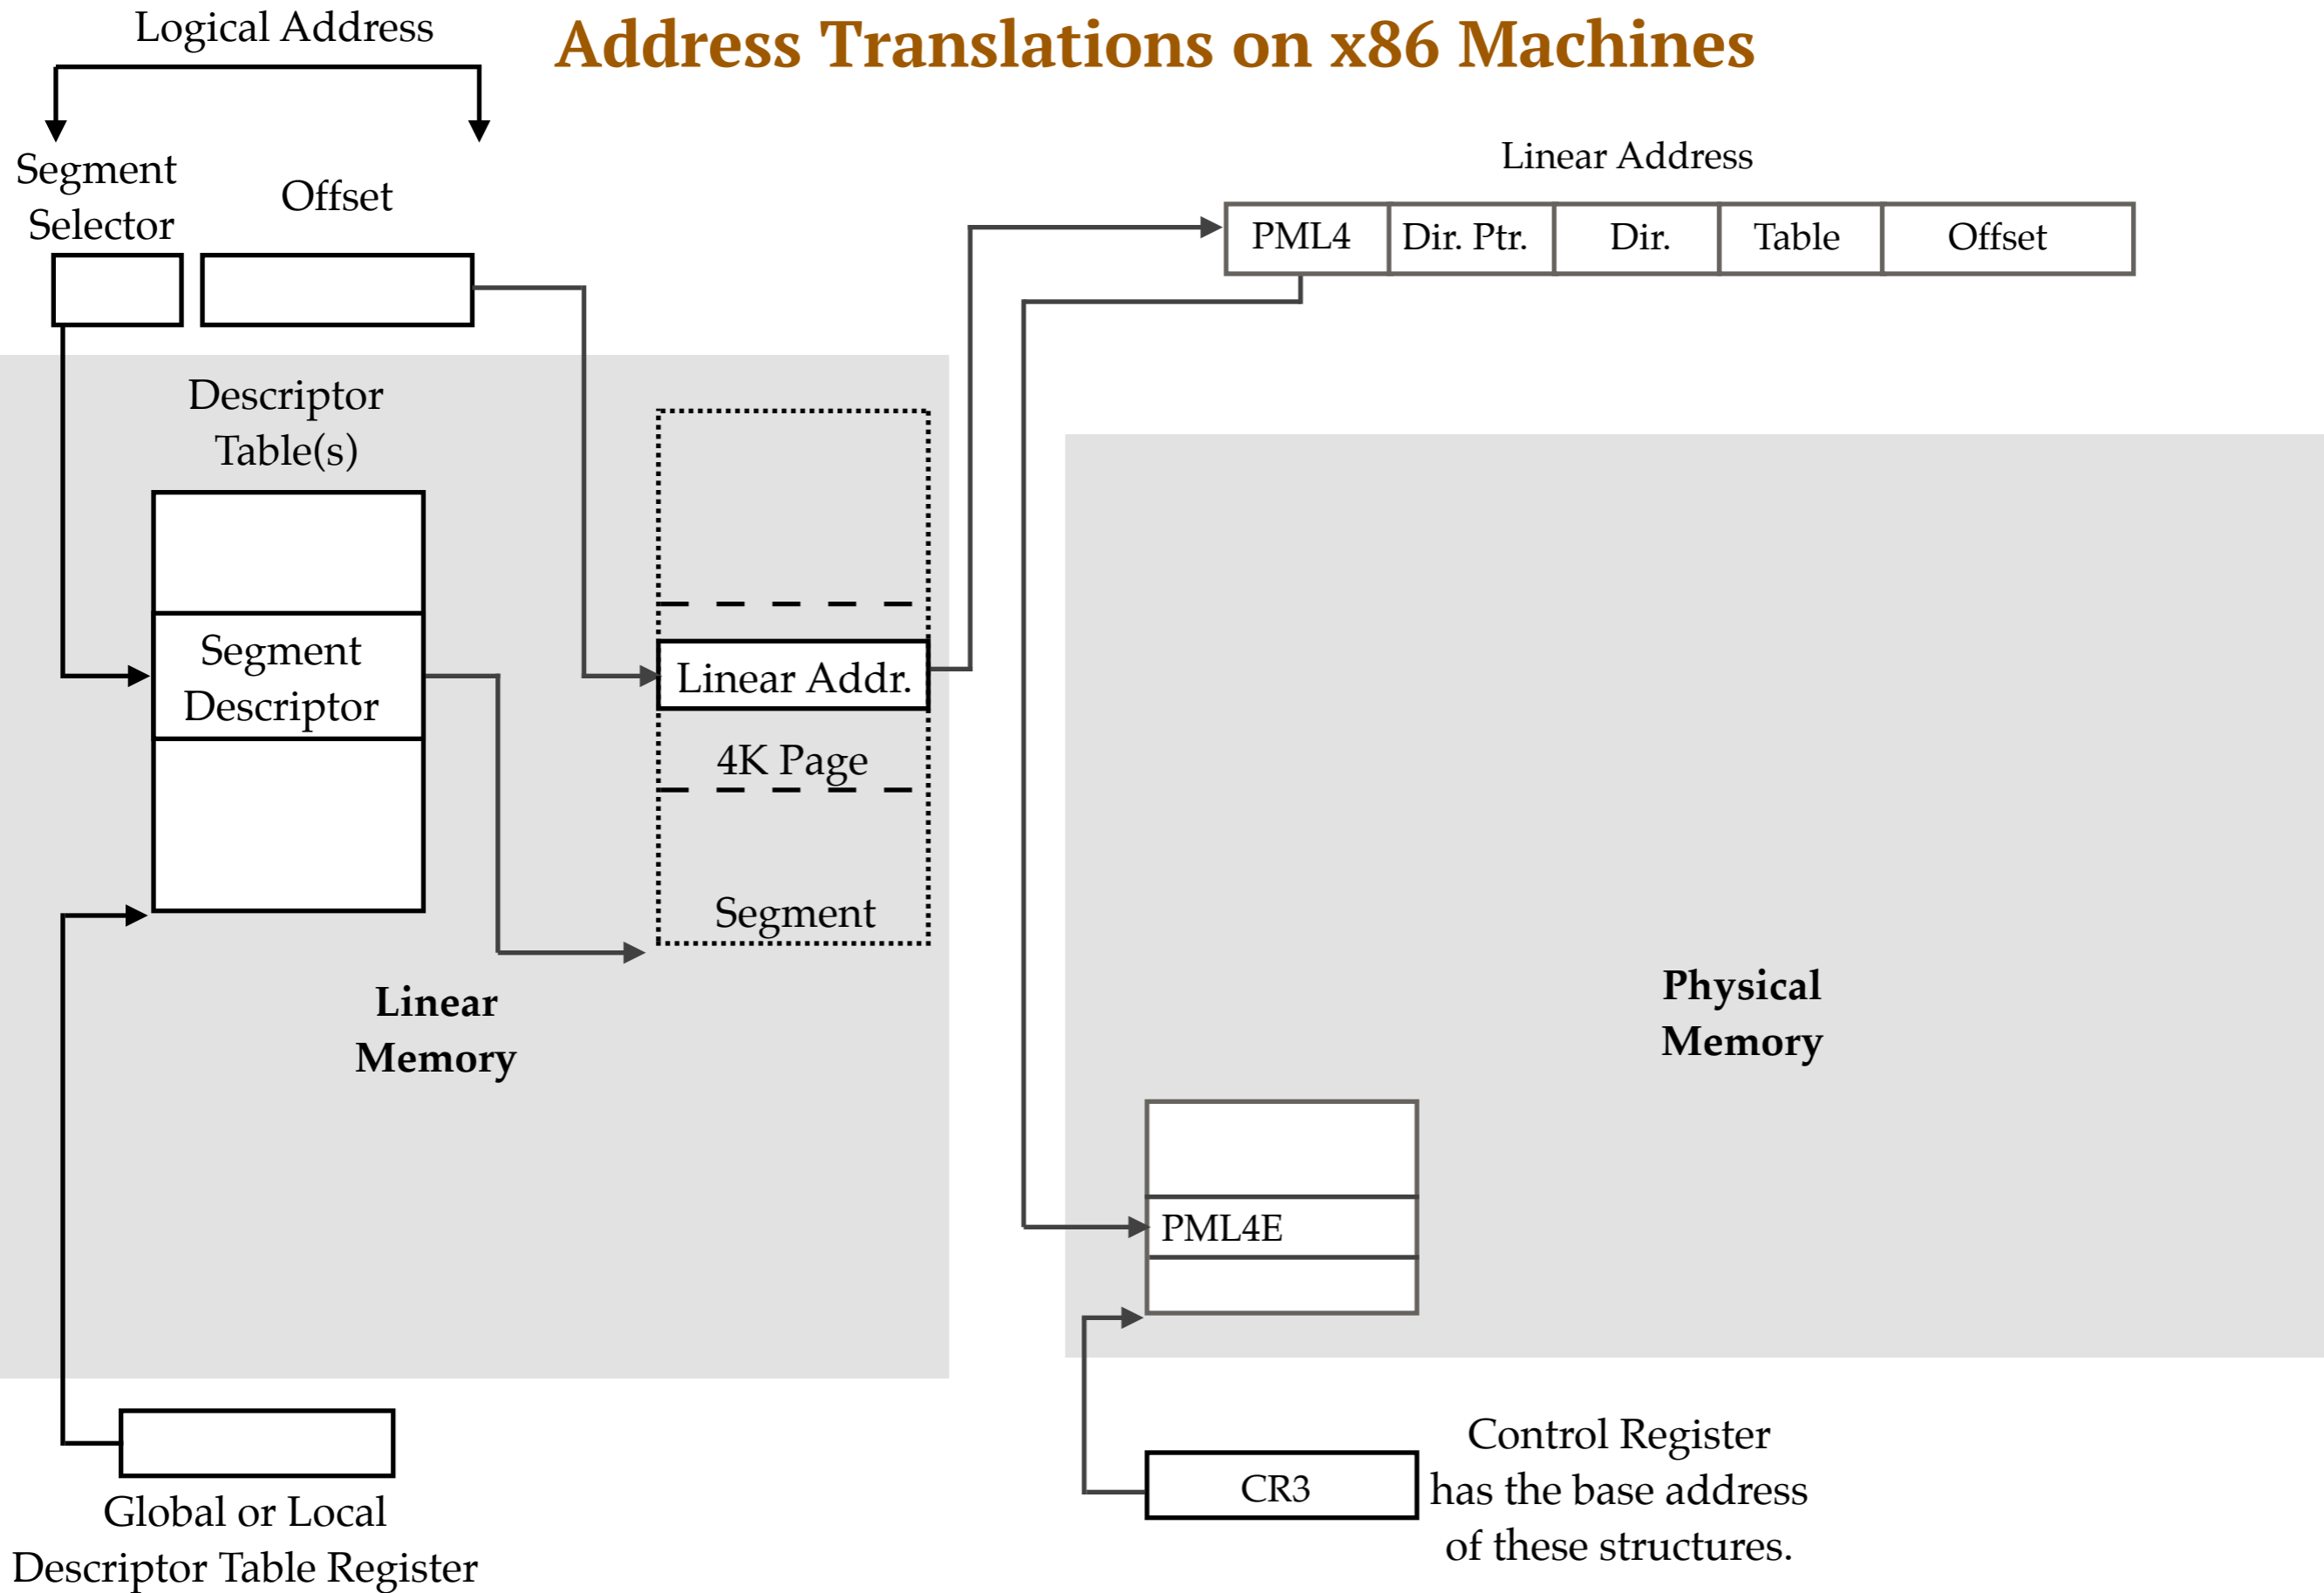 Logical Address
Address Translations on x86 Machines
Segment
Selector
Offset
Linear Address
PML4
Dir. Ptr.
Dir.
Table
Offset
Descriptor
Table(s)
Segment
Descriptor
Linear Addr.
4K Page
Segment
Linear
Memory
Physical
Memory
PML4E
Global or Local
Descriptor Table Register
CR3
Control Register
has the base address
of these structures.